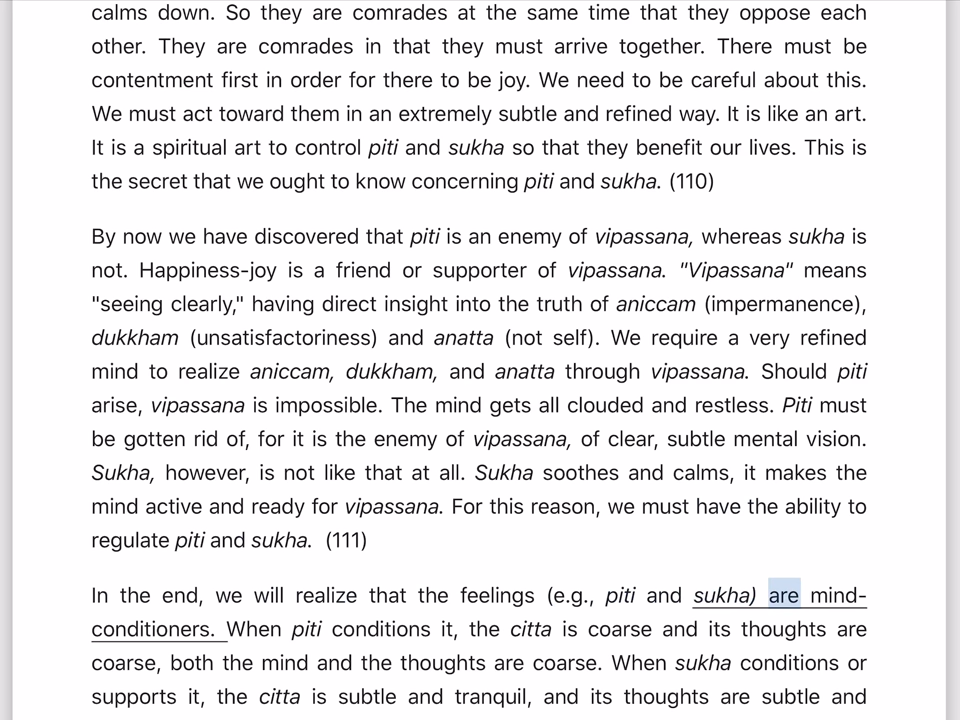 calms down. So they are comrades at the same time that they oppose each
other. They are comrades in that they must arrive together. There must be
contentment first in order for there to be joy. We need to be careful about this.
We must act toward them in an extremely subtle and refined way. It is like an art.
It is a spiritual art to control piti and sukha so that they benefit our lives. This is
the secret that we ought to know concerning piti and sukha. (110)
By now we have discovered that piti is an enemy of vipassana, whereas sukha is
not. Happiness-joy is a friend or supporter of vipassana. "Vipassana" means
"seeing clearly," having direct insight into the truth of aniccam (impermanence),
dukkham (unsatisfactoriness) and anatta (not self). We require a very refined
mind to realize aniccam, dukkham, and anatta through vipassana. Should piti
arise, vipassana is impossible. The mind gets all clouded and restless. Piti must
be gotten rid of, for it is the enemy of vipassana, of clear, subtle mental vision.
Sukha, however, is not like that at all. Sukha soothes and calms, it makes the
mind active and ready for vipassana. For this reason, we must have the ability to
regulate piti and sukha. (111)
In the end, we will realize that the feelings (e.g., piti and sukha) are mind-
conditioners. When piti conditions it, the citta is coarse and its thoughts are
coarse, both the mind and the thoughts are coarse. When sukha conditions or
supports it, the citta is subtle and tranquil, and its thoughts are subtle and